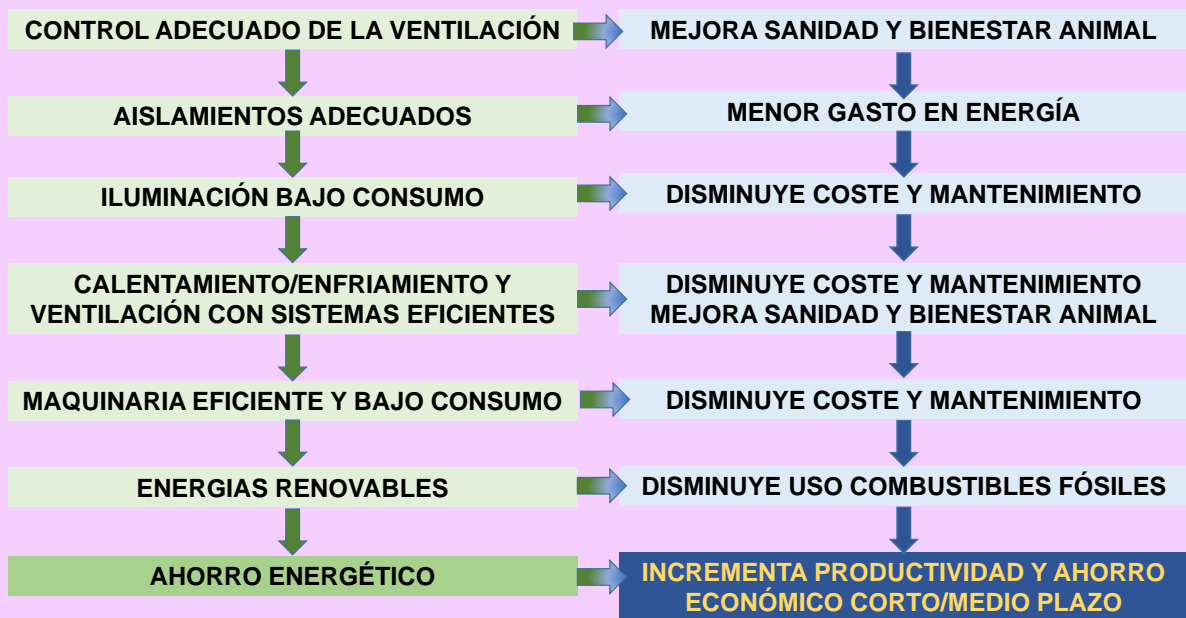 CONTROL ADECUADO DE LA VENTILACIÓN
MEJORA SANIDAD Y BIENESTAR ANIMAL
AISLAMIENTOS ADECUADOS
MENOR GASTO EN ENERGÍA
ILUMINACIÓN BAJO CONSUMO
DISMINUYE COSTE Y MANTENIMIENTO
CALENTAMIENTO/ENFRIAMIENTO Y
VENTILACIÓN CON SISTEMAS EFICIENTES
DISMINUYE COSTE Y MANTENIMIENTO
MEJORA SANIDAD Y BIENESTAR ANIMAL
MAQUINARIA EFICIENTE Y BAJO CONSUMO
DISMINUYE COSTE Y MANTENIMIENTO
ENERGIAS RENOVABLES
DISMINUYE USO COMBUSTIBLES FÓSILES
AHORRO ENERGÉTICO
INCREMENTA PRODUCTIVIDAD Y AHORRO
ECONÓMICO CORTO/MEDIO PLAZO